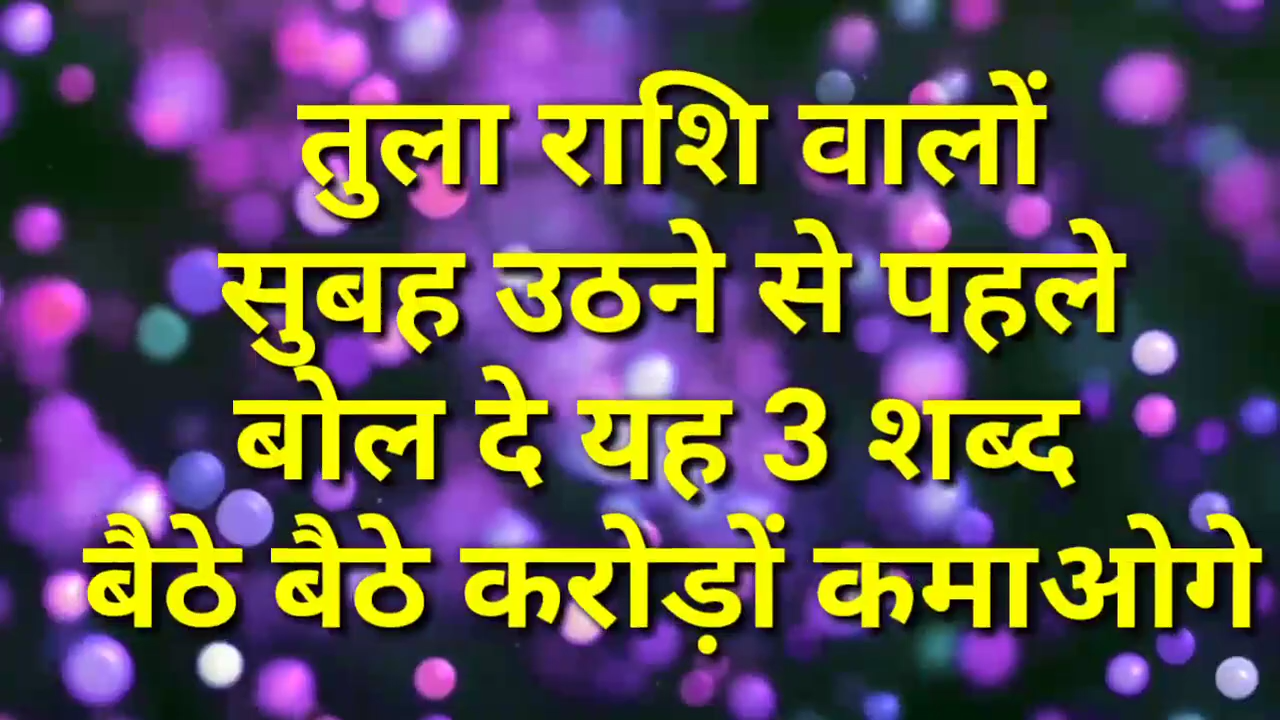 तुला राशि वालों
सुबह उठने से पहले
बोल दे यह 3 शब्द
बैठे बैठे करोड़ों कमाओगे